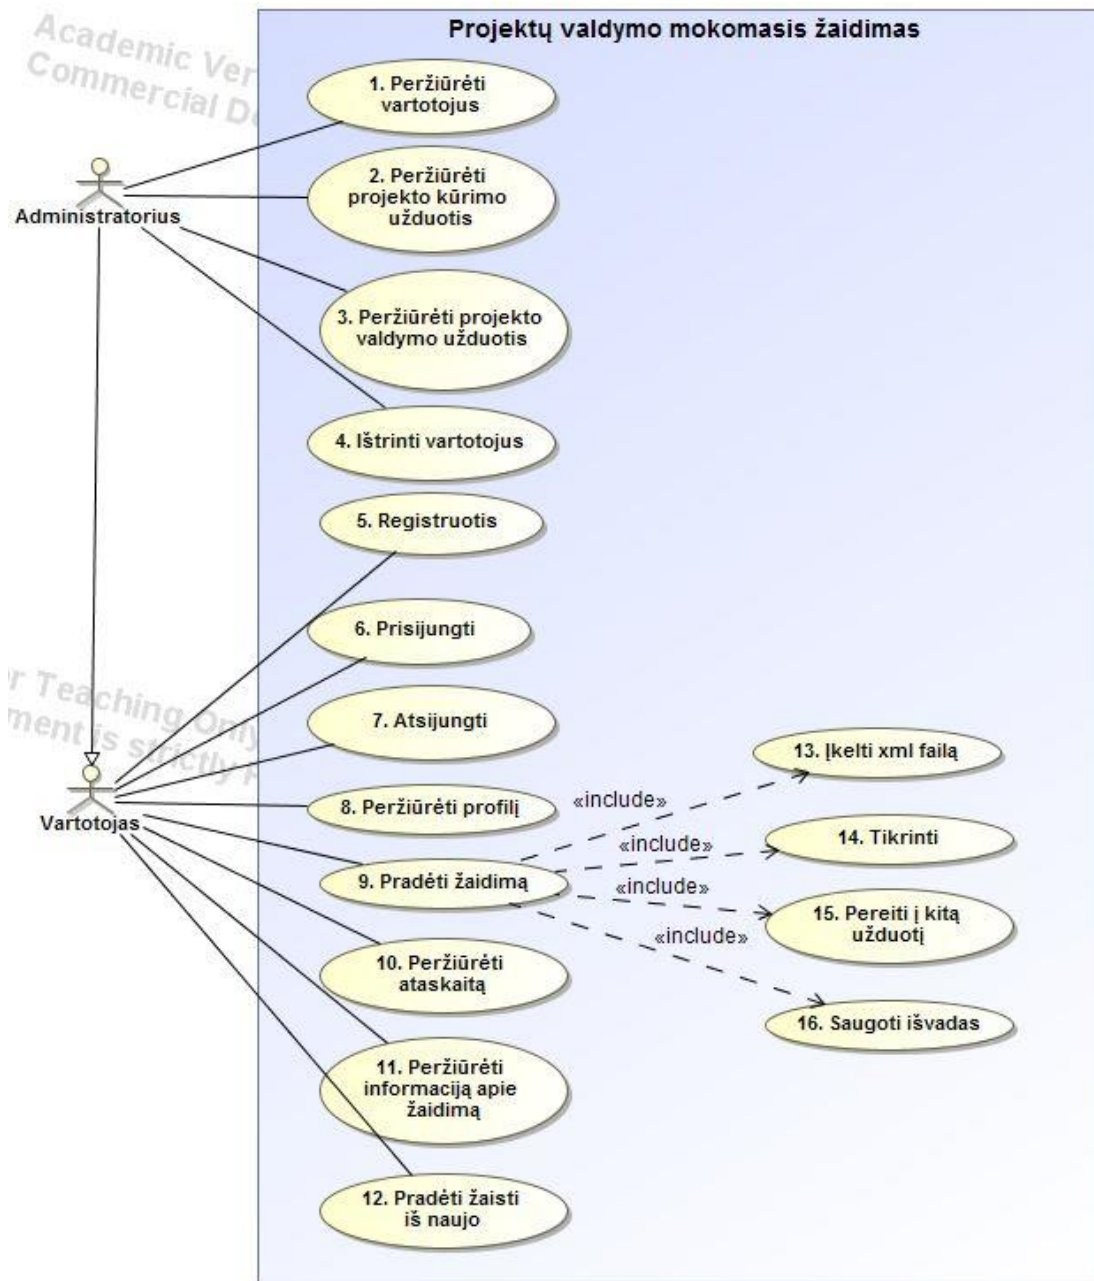 Projektų valdymo mokomasis žaidimas
Academic Ver
Commercial D
1. Peržiūrėti
vartotojus
2. Peržiūrėti
projekto kūrimo
užduotis
Administratorius
3. Peržiūrėti projekto
valdymo užduotis
4. Ištrinti vartotojus
5. Registruotis
6. Prisijungti
r Teaching Only
ment is strictly
7. Atsijungti
13. Įkelti xml failą
Vartotojas
8. Peržiūrėti profilį
«include»
«include»
14. Tikrinti
9. Pradėti žaidimą
«include»
15. Pereiti į kitą
užduotį
«include»
10. Peržiūrėti
ataskaitą
16. Saugoti išvadas
11. Peržiūrėti
informaciją apie
žaidimą
12. Pradėti žaisti
iš naujo